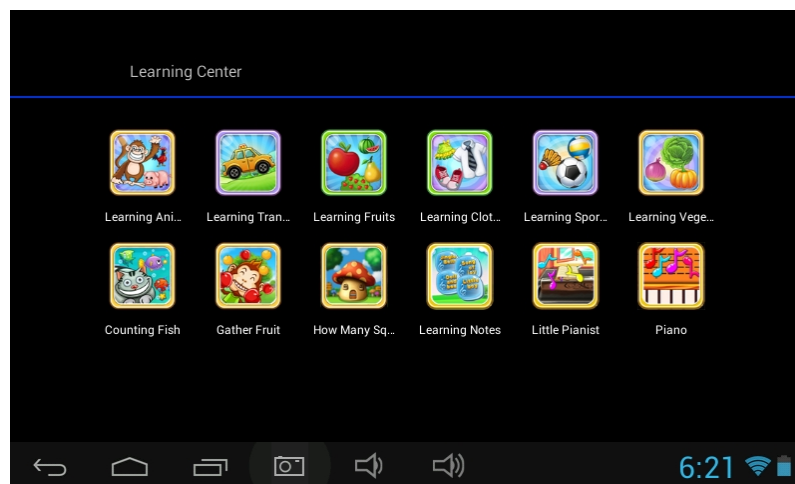 Learning Center
Learning Ani...
Learning Tran...
Learning Fruits
Learning Clot...
Learning Spor...
Learning Vege...
Counting Fish
Gather Fruit
How Many Sq...
Learning Notes
Little Pianist
Piano
6:21